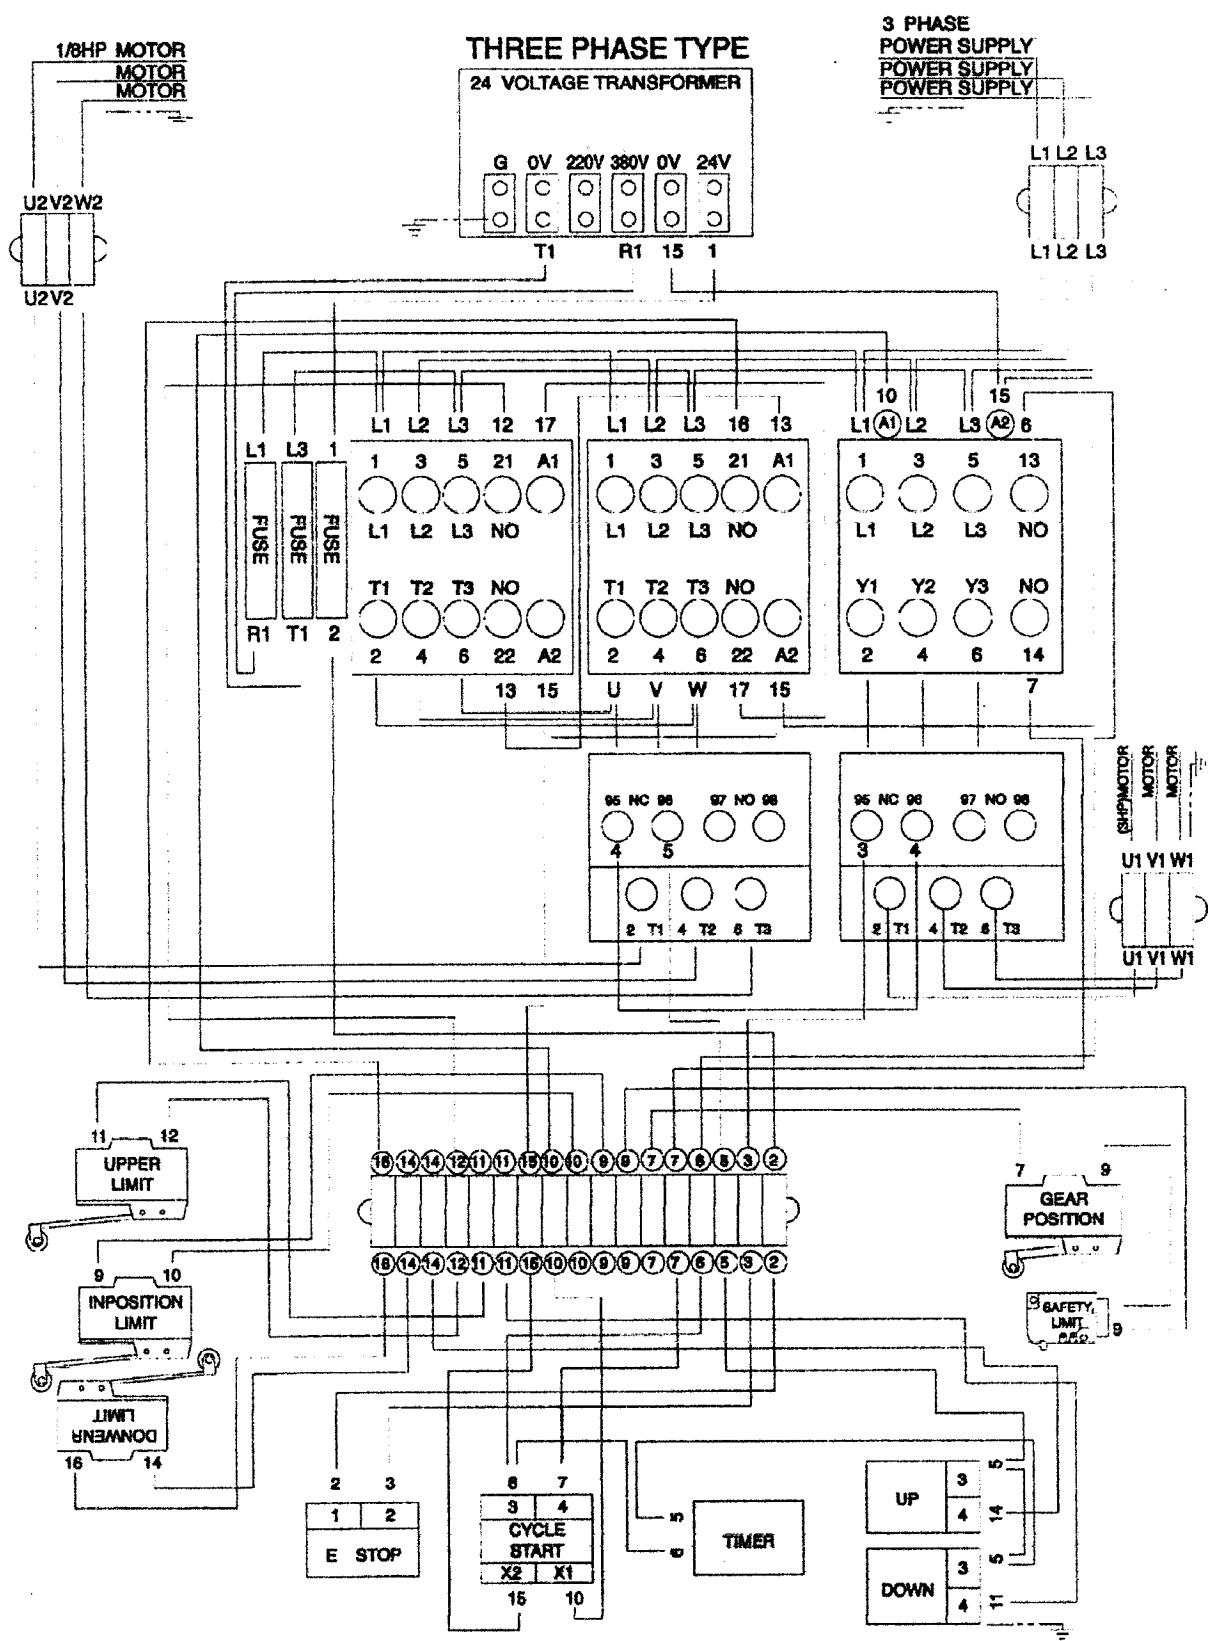 1/8HP MOTOR
MOTOR
MOTOR
THREE PHASE TYPE
24 VOLTAGE TRANSFORMER
3 PHASE
POWER SUPPLY
POWER SUPPLY
POWER SUPPLY
G 0V 220V 380V 0V 24V
T1 R1 15 1
L1 L2 L3
L1 L2 L3
U2 V2 W2
U2 V2
L1 L3 1
FUSE FUSE FUSE
R1 T1 2
L1 L2 L3 12 17
1 3 5 21 A1
L1 L2 L3 NO
T1 T2 T3 NO
2 4 6 22 A2
13 15
L1 L2 L3 16 13
1 3 5 21 A1
L1 L2 L3 NO
T1 T2 T3 NO
2 4 6 22 A2
U V W 17 15
10 15
L1 A1 L2 L3 A2 6
1 3 5 13
L1 L2 L3 NO
Y1 Y2 Y3 NO
2 4 6 14
7
95 NC 96 97 NO 98
4 5
2 T1 4 T2 6 T3
95 NC 96 97 NO 98
3 4
2 T1 4 T2 6 T3
(3HP)MOTOR
MOTOR
MOTOR
U1 V1 W1
U1 V1 W1
16 14 14 12 11 11 15 10 10 9 9 7 7 6 5 3 2
16 14 14 12 11 11 15 10 10 9 9 7 7 6 5 3 2
11 12
UPPER
LIMIT
9 10
INPOSITION
LIMIT
DONWENR
LIMIT
16 14
7 9
GEAR
POSITION
SAFETY
LIMIT
9
2 3
1 2
E STOP
6 7
3 4
CYCLE
START
X2 X1
15 10
5
6
TIMER
UP
3
4
5
14
DOWN
3
4
5
11